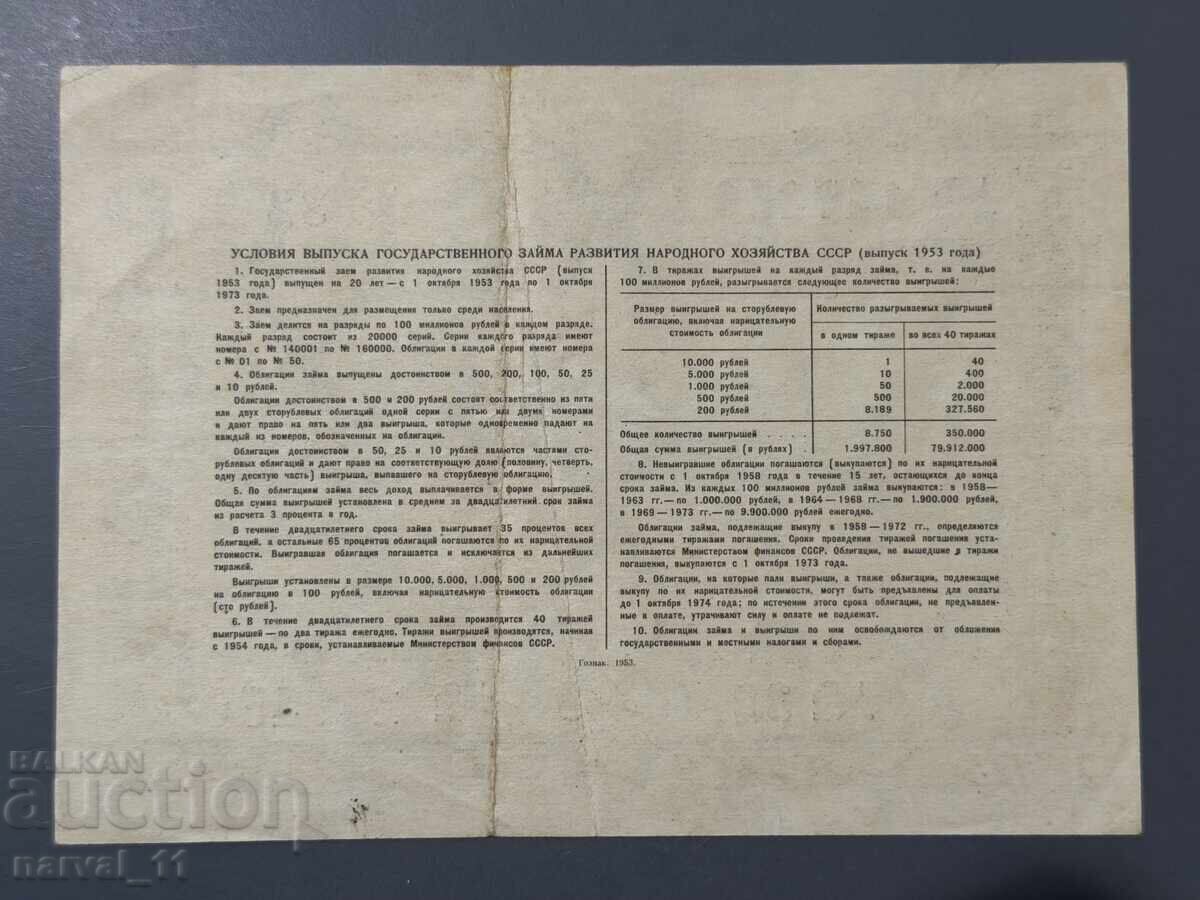 УСЛОВИЯ ВЫПУСКА ГОСУДАРСТВЕННОГО ЗАЙМА РАЗВИТИЯ НАРОДНОГО ХОЗЯЙСТВА СССР (выпуск 1953 года)
1. Государственный заем развития народного хозяйства СССР (выпуск
1953 года) выпущен на 20 лет — с 1 октября 1953 года по 1 октября
1973 года.
2. Заем предназначен для размещения только среди населения.
3. Заем делится на разряды по 100 миллионов рублей в каждом разряде.
Каждый разряд состоит из 20000 серий. Серии каждого разряда имеют
номера с № 140001 по № 160000. Облигации в каждой серии имеют номера
с № 01 по № 50.
4. Облигации займа выпущены достоинством в 500, 200, 100, 50, 25
и 10 рублей.
Облигации достоинством в 500 и 200 рублей состоят соответственно из пяти
или двух сторублевых облигаций одной серии с пятью или двумя номерами
и дают право на пять или два выигрыша, которые одновременно падают на
каждый из номеров, обозначенных на облигации.
Облигации достоинством в 50, 25 и 10 рублей являются частями сто-
рублевых облигаций и дают право на соответствующую долю (половину, четверть,
одну десятую часть) выигрыша, выпавшего на сторублевую облигацию.
5. По облигациям займа весь доход выплачивается в форме выигрышей.
Общая сумма выигрышей установлена в среднем за двадцатилетний срок займа
из расчета 3 процента в год.
В течение двадцатилетнего срока займа выигрывает 35 процентов всех
облигаций, а остальные 65 процентов облигаций погашаются по их нарицательной
стоимости. Выигравшая облигация погашается и исключается из дальнейших
тиражей.
Выигрыши установлены в размере 10.000, 5.000, 1.000, 500 и 200 рублей
на облигацию в 100 рублей, включая нарицательную стоимость облигации
(сто рублей).
6. В течение двадцатилетнего срока займа производится 40 тиражей
выигрышей — по два тиража ежегодно. Тиражи выигрышей производятся, начиная
с 1954 года, в сроки, устанавливаемые Министерством финансов СССР.
7. В тиражах выигрышей на каждый разряд займа, т. е. на каждые
100 миллионов рублей, разыгрывается следующее количество выигрышей:
Размер выигрышей на сторублевую облигацию, включая нарицательную стоимость облигации
Количество разыгрываемых выигрышей
в одном тираже во всех 40 тиражах
10.000 рублей 1 40
5.000 рублей 10 400
1.000 рублей 50 2.000
500 рублей 500 20.000
200 рублей 8.189 327.560
Общее количество выигрышей . . . . . 8.750 350.000
Общая сумма выигрышей (в рублях) . 1.997.800 79.912.000
8. Невыигравшие облигации погашаются (выкупаются) по их нарицательной
стоимости с 1 октября 1958 года в течение 15 лет, остающихся до конца
срока займа. Из каждых 100 миллионов рублей займа выкупаются: в 1958—
1963 гг.—по 1.000.000 рублей, в 1964—1968 гг.—по 1.900.000 рублей,
в 1969—1973 гг.—по 9.900.000 рублей ежегодно.
Облигации займа, подлежащие выкупу в 1958—1972 гг., определяются
ежегодными тиражами погашения. Сроки проведения тиражей погашения уста-
навливаются Министерством финансов СССР. Облигации, не вышедшие в тиражи
погашения, выкупаются с 1 октября 1973 года.
9. Облигации, на которые пали выигрыши, а также облигации, подлежащие
выкупу по их нарицательной стоимости, могут быть предъявлены для оплаты
до 1 октября 1974 года; по истечении этого срока облигации, не предъявлен-
ные к оплате, утрачивают силу и оплате не подлежат.
10. Облигации займа и выигрыши по ним освобождаются от обложения
государственными и местными налогами и сборами.
Гознак. 1953.
BALKAN
auction
narval_11